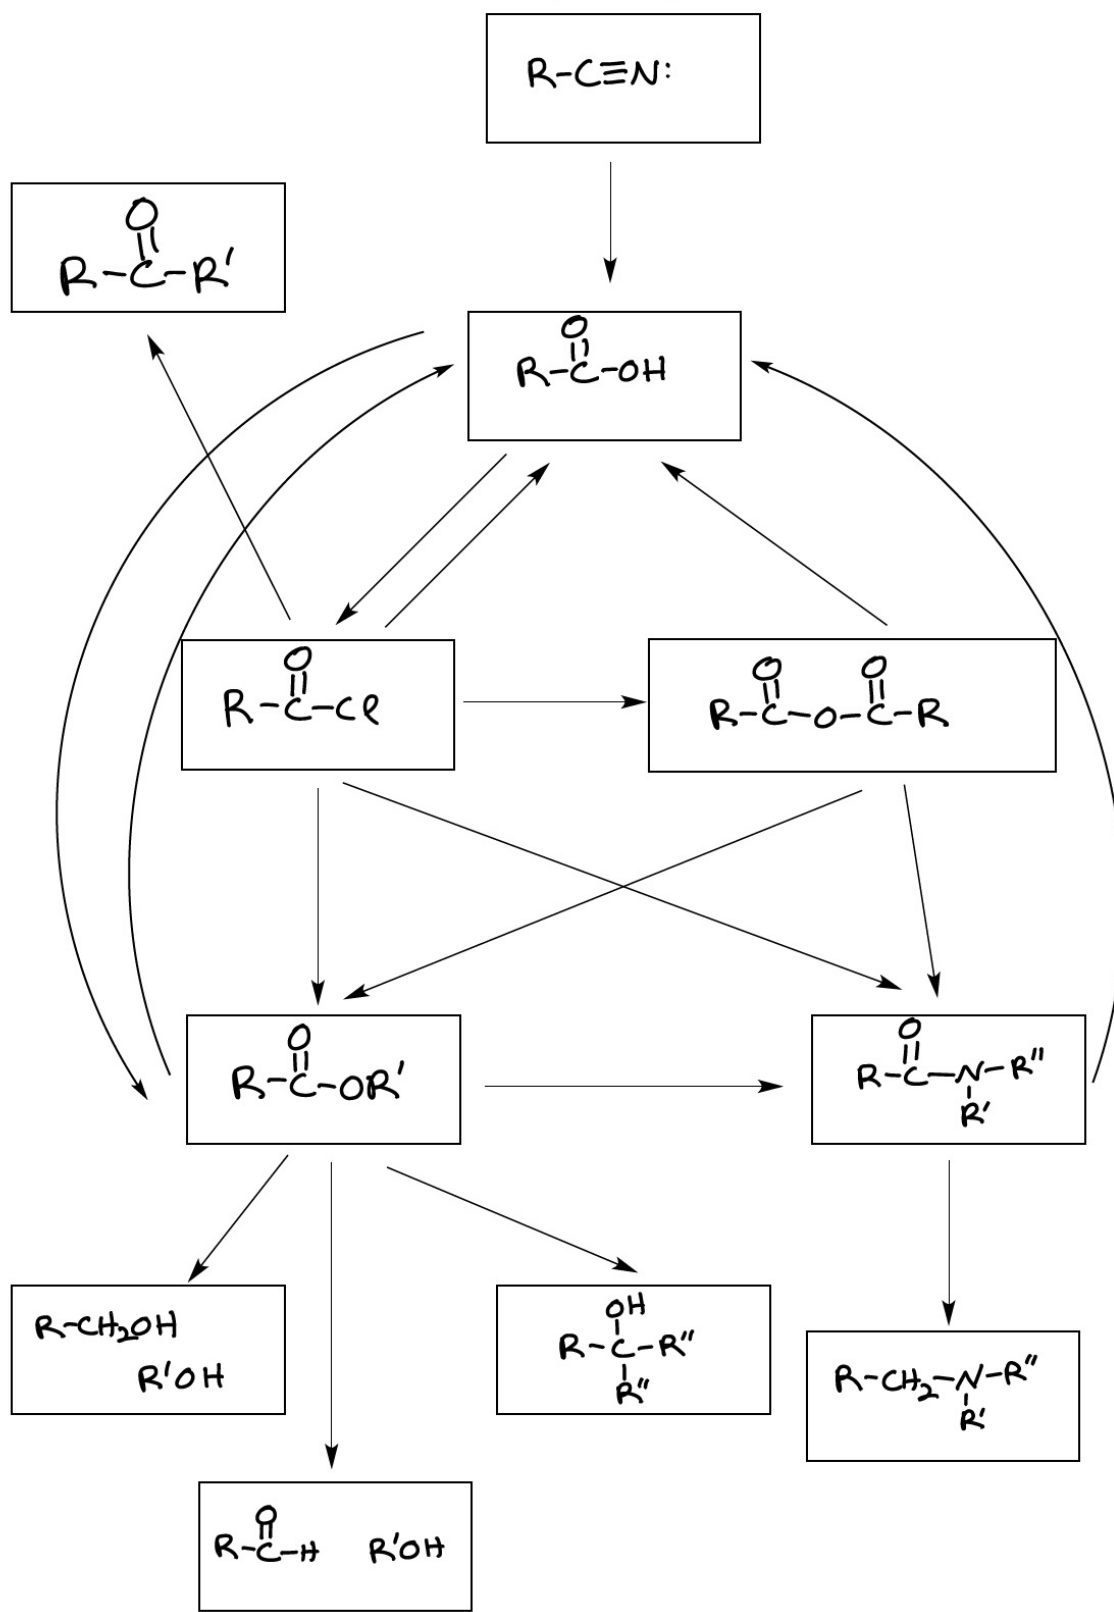 R-C≡N:
O
R-C-R'
O
R-C-OH
O
R-C-Cl
O O
R-C-O-C-R
O
R-C-OR'
O
R-C-N-R"
R'
R-CH₂OH
R'OH
OH
R-C-R"
R"
R-CH₂-N-R"
R'
O
R-C-H R'OH